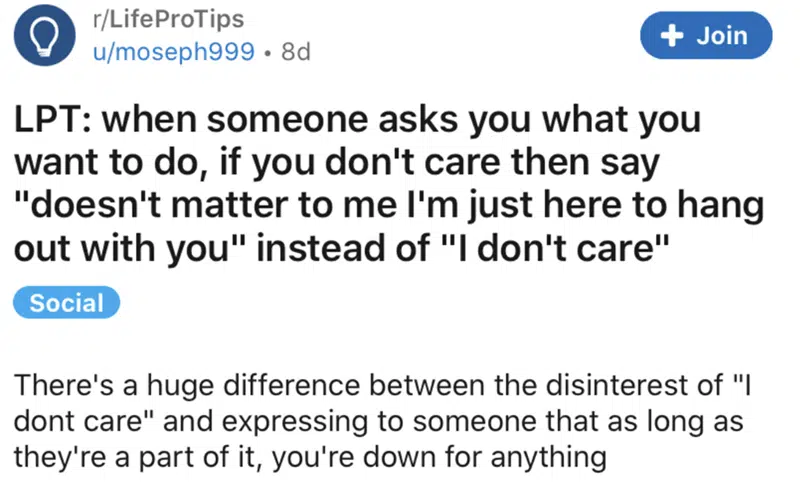 r/LifeProTips
u/moseph999 • 8d
+ Join
LPT: when someone asks you what you
want to do, if you don't care then say
"doesn't matter to me I'm just here to hang
out with you" instead of "I don't care"
Social
There's a huge difference between the disinterest of "I
dont care" and expressing to someone that as long as
they're a part of it, you're down for anything